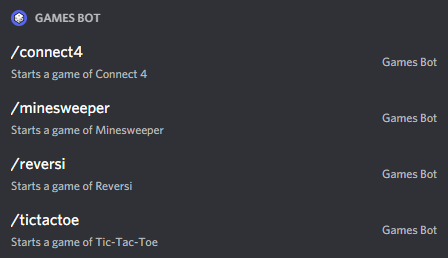 GAMES BOT
/connect4
Starts a game of Connect 4
Games Bot
/minesweeper
Starts a game of Minesweeper
Games Bot
/reversi
Starts a game of Reversi
Games Bot
/tictactoe
Starts a game of Tic-Tac-Toe
Games Bot